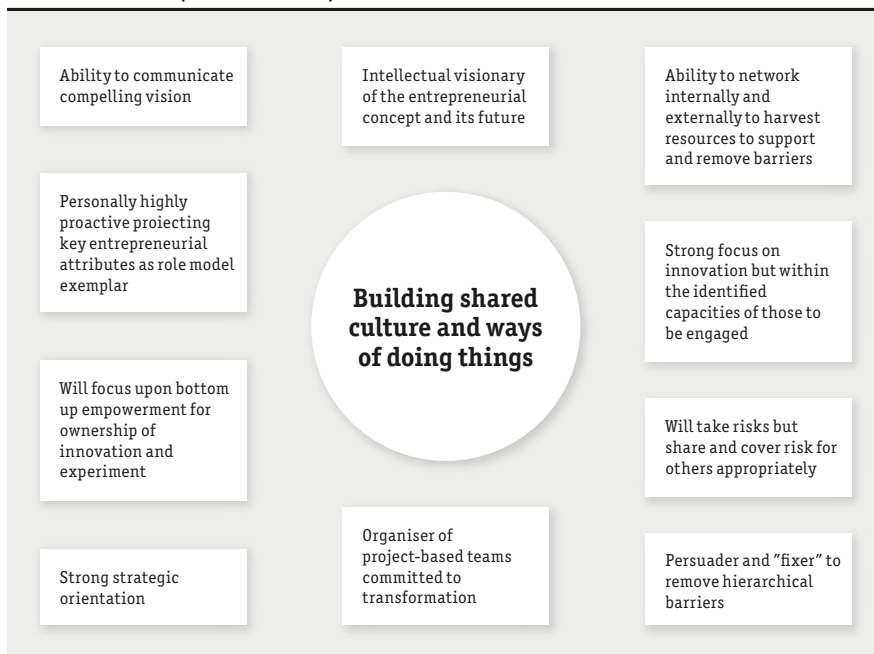 Ability to communicate
compelling vision
Personally highly
proactive proiecting
key entrepreneurial
attributes as role model
exemplar
Will focus upon bottom
up empowerment for
ownership of
innovation and
experiment
Strong strategic
orientation
Intellectual visionary
of the entrepreneurial
concept and its future
Building shared
culture and ways
of doing things
Organiser of
project-based teams
committed to
transformation
Ability to network
internally and
externally to harvest
resources to support
and remove barriers
Strong focus on
innovation but within
the identified
capacities of those to
be engaged
Will take risks but
share and cover risk for
others appropriately
Persuader and ”fixer” to
remove hierarchical
barriers